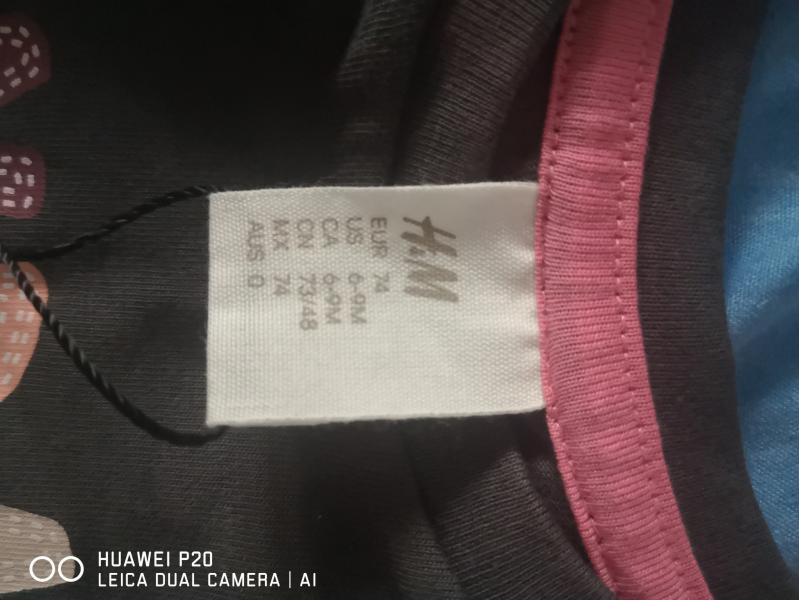 H&M
EUR 74
US 6-9M
CA 6-9M
CN 73/48
MX 74
AUS 0
HUAWEI P20
LEICA DUAL CAMERA | AI